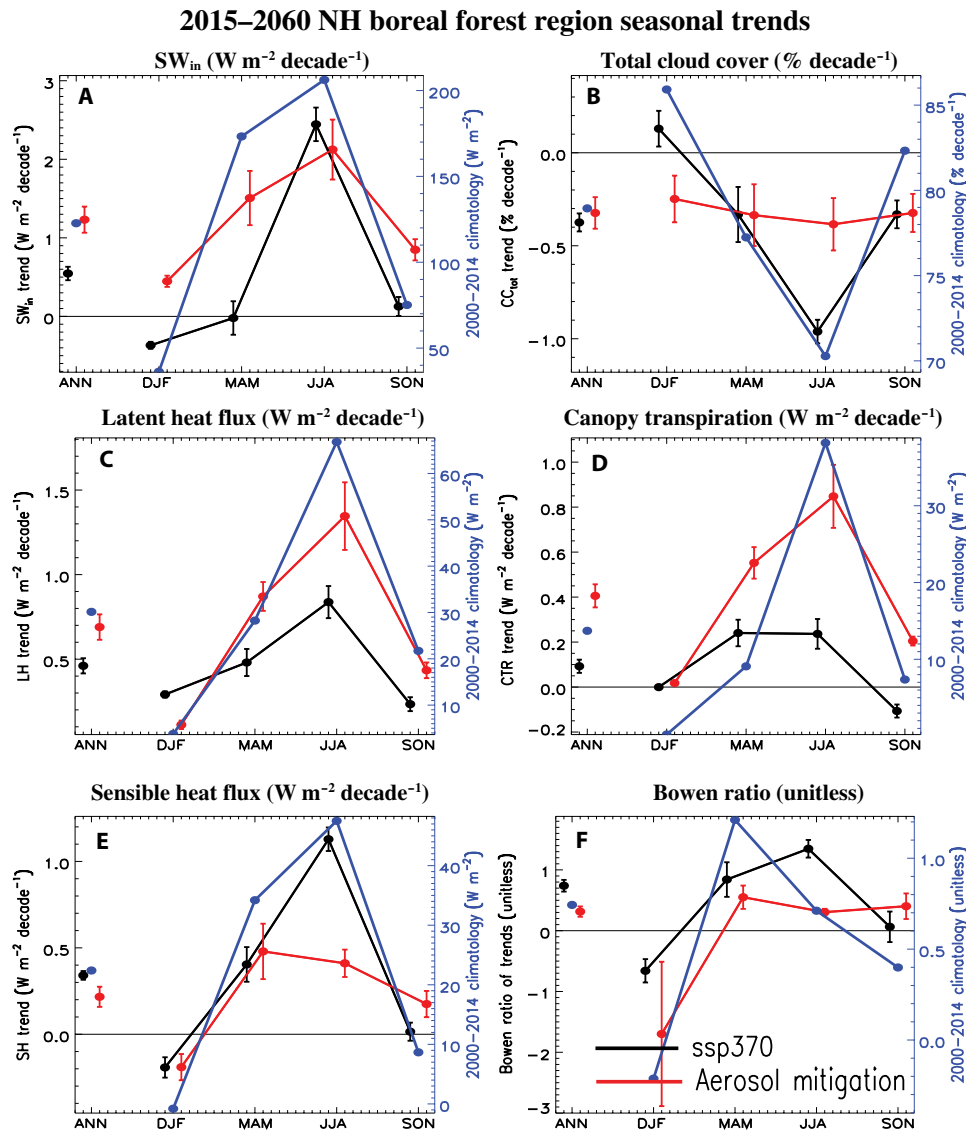 2015–2060 NH boreal forest region seasonal trends
SWin (W m−2 decade−1)
A
SWin trend (W m−2 decade−1)
3
2
1
0
200
150
100
50
2000−2014 climatology (W m−2)
ANN DJF MAM JJA SON
Total cloud cover (% decade−1)
B
CCtot trend (% decade−1)
0.0
−0.5
−1.0
85
80
75
70
2000−2014 climatology (% decade−1)
ANN DJF MAM JJA SON
Latent heat flux (W m−2 decade−1)
C
LH trend (W m−2 decade−1)
1.5
1.0
0.5
60
50
40
30
20
10
2000−2014 climatology (W m−2)
ANN DJF MAM JJA SON
Canopy transpiration (W m−2 decade−1)
D
CTR trend (W m−2 decade−1)
1.0
0.8
0.6
0.4
0.2
0.0
−0.2
30
20
10
2000−2014 climatology (W m−2)
ANN DJF MAM JJA SON
Sensible heat flux (W m−2 decade−1)
E
SH trend (W m−2 decade−1)
1.0
0.5
0.0
40
30
20
10
0
2000−2014 climatology (W m−2)
ANN DJF MAM JJA SON
Bowen ratio (unitless)
F
Bowen ratio of trends (unitless)
1
0
−1
−2
−3
1.0
0.5
0.0
2000−2014 climatology (unitless)
ssp370
Aerosol mitigation
ANN DJF MAM JJA SON